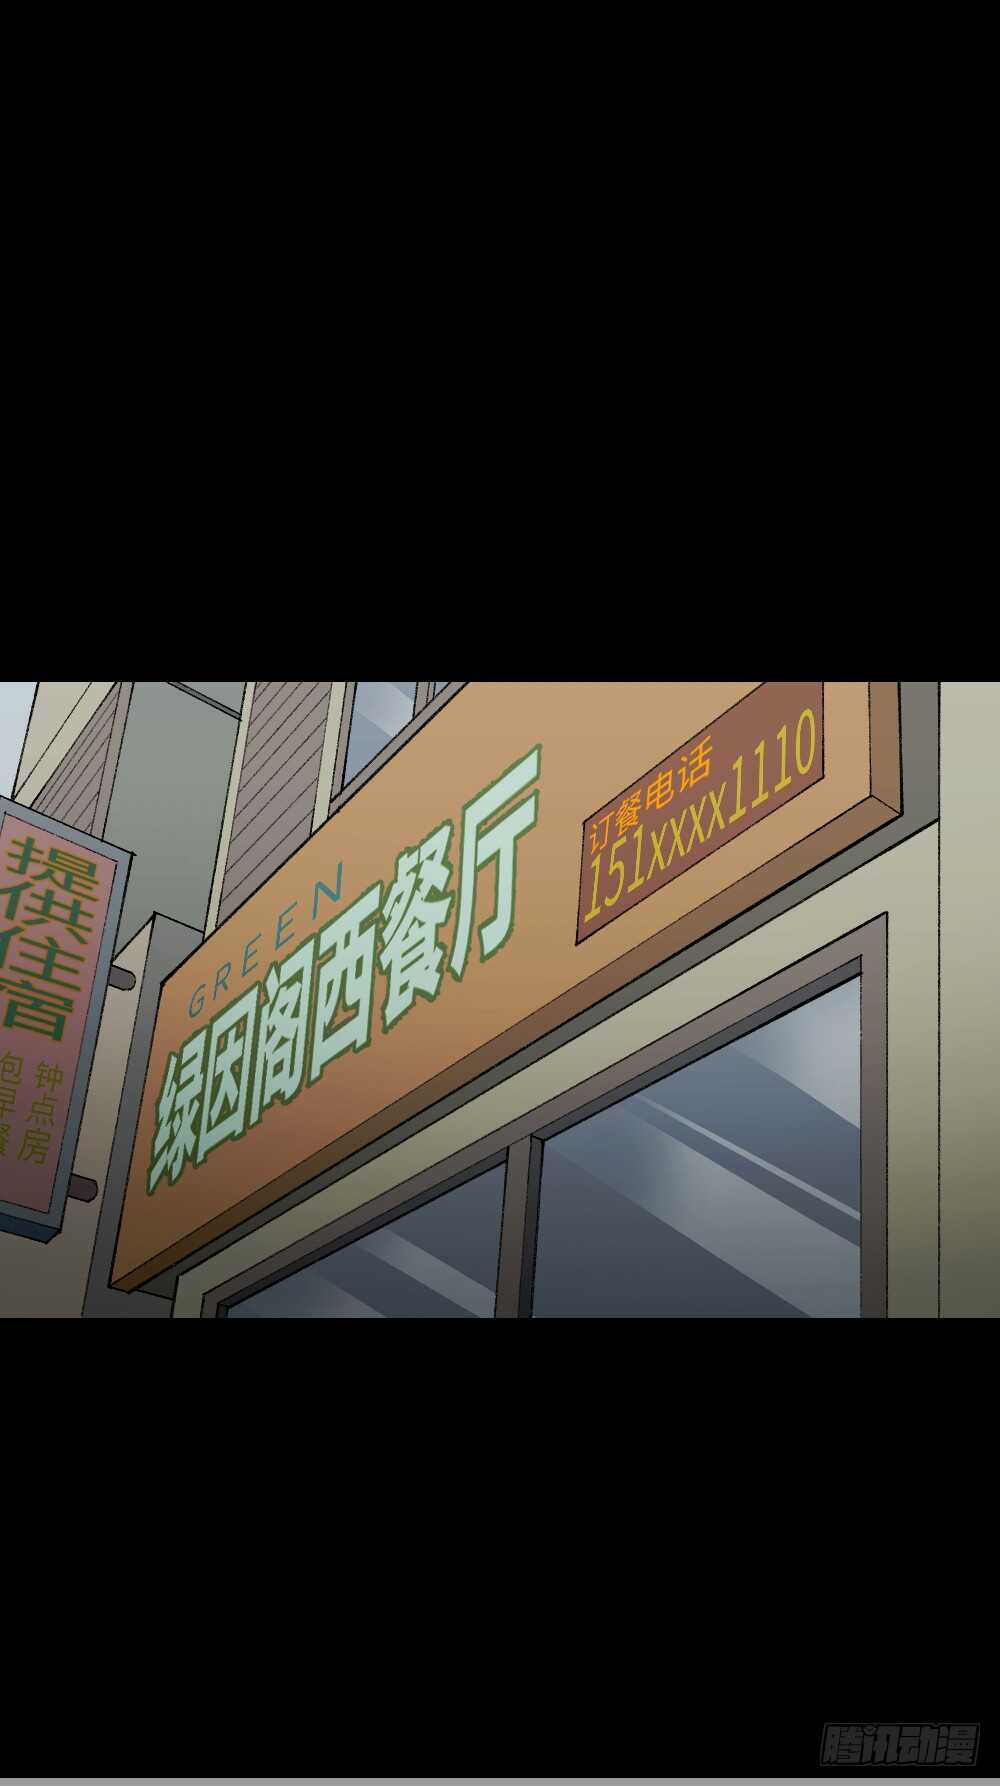 提供住宿
包早餐
钟点房
GREEN
绿因阁西餐厅
订餐电话
151xxxx1110
腾讯动漫